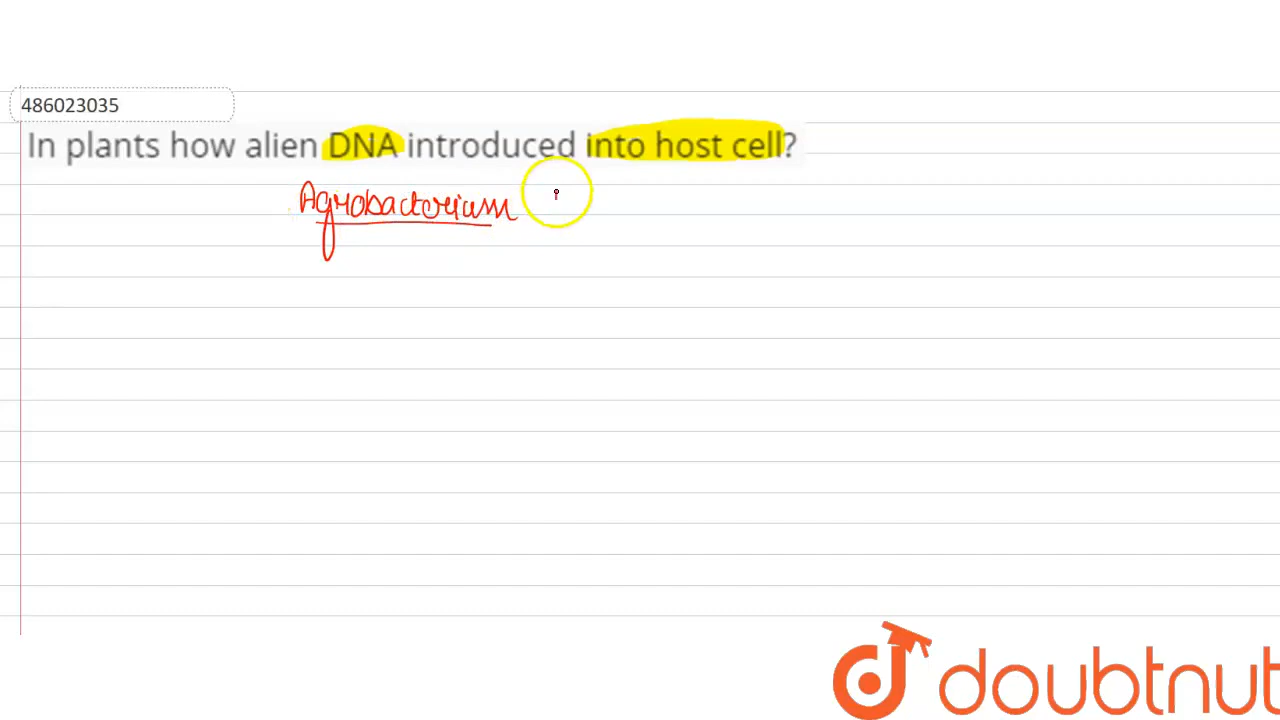 486023035
In plants how alien DNA introduced into host cell?
Agrobacterium
doubtnut